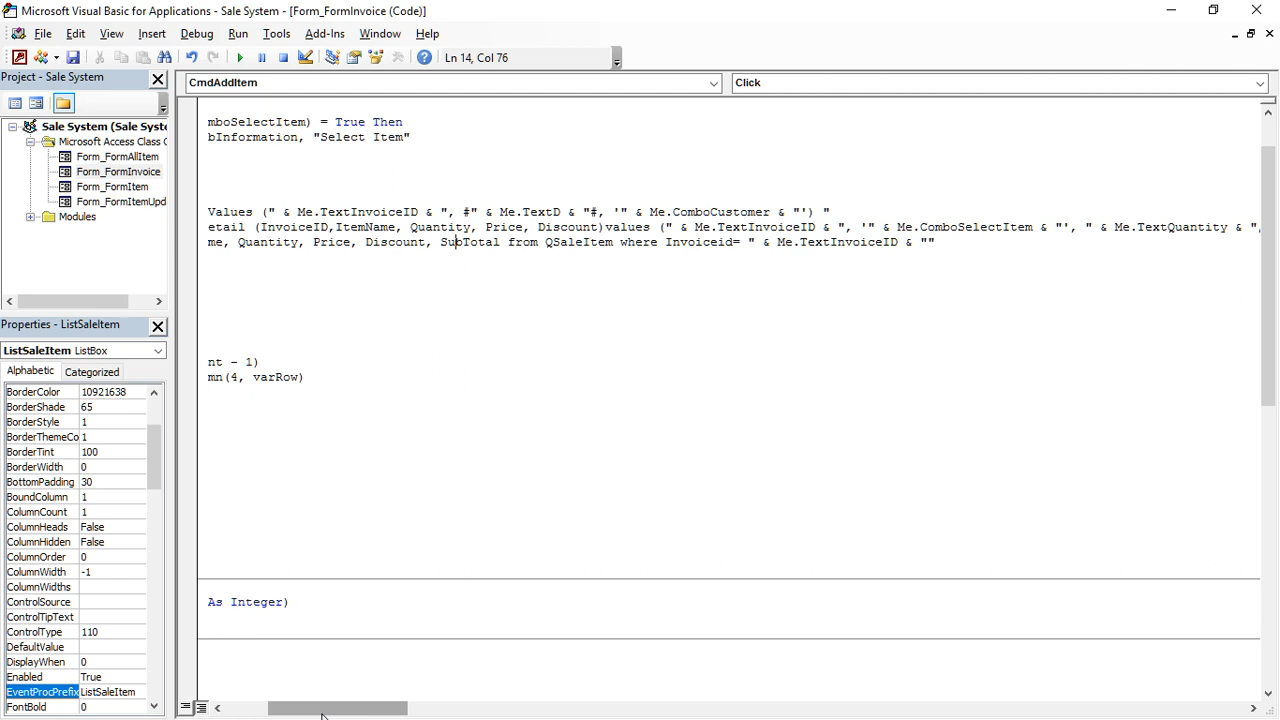 Microsoft Visual Basic for Applications - Sale System - [Form_FormInvoice (Code)]
File Edit View Insert Format Debug Run Tools Add-Ins Window Help
Ln 14, Col 76
Project - Sale System
CmdAddItem
Click
Sale System (Sale Syste
Microsoft Access Class O
Form_FormAllItem
Form_FormInvoice
Form_FormItem
Form_FormItemUpd
Modules
mboSelectItem) = True Then
bInformation, "Select Item"
Values (" & Me.TextInvoiceID & ", #" & Me.TextD & "#, '" & Me.ComboCustomer & "') "
etail (InvoiceID,ItemName, Quantity, Price, Discount)values (" & Me.TextInvoiceID & ", '" & Me.ComboSelectItem & "', " & Me.TextQuantity & ",
me, Quantity, Price, Discount, SubTotal from QSaleItem where Invoiceid= " & Me.TextInvoiceID & ""
nt - 1)
mn(4, varRow)
As Integer)
Properties - ListSaleItem
ListSaleItem ListBox
Alphabetic Categorized
BorderColor 10921638
BorderShade 65
BorderStyle 1
BorderThemeCo 1
BorderTint 100
BorderWidth 0
BottomPadding 30
BoundColumn 1
ColumnCount 1
ColumnHeads False
ColumnHidden False
ColumnOrder 0
ColumnWidth -1
ColumnWidths
ControlSource
ControlTipText
ControlType 110
DefaultValue
DisplayWhen 0
Enabled True
EventProcPrefix ListSaleItem
FontBold 0